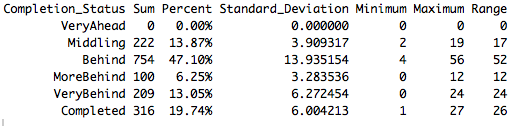 Completion_Status Sum Percent Standard_Deviation Minimum Maximum Range
VeryAhead 0 0.00% 0.000000 0 0 0
Middling 222 13.87% 3.909317 2 19 17
Behind 754 47.10% 13.935154 4 56 52
MoreBehind 100 6.25% 3.283536 0 12 12
VeryBehind 209 13.05% 6.272454 0 24 24
Completed 316 19.74% 6.004213 1 27 26